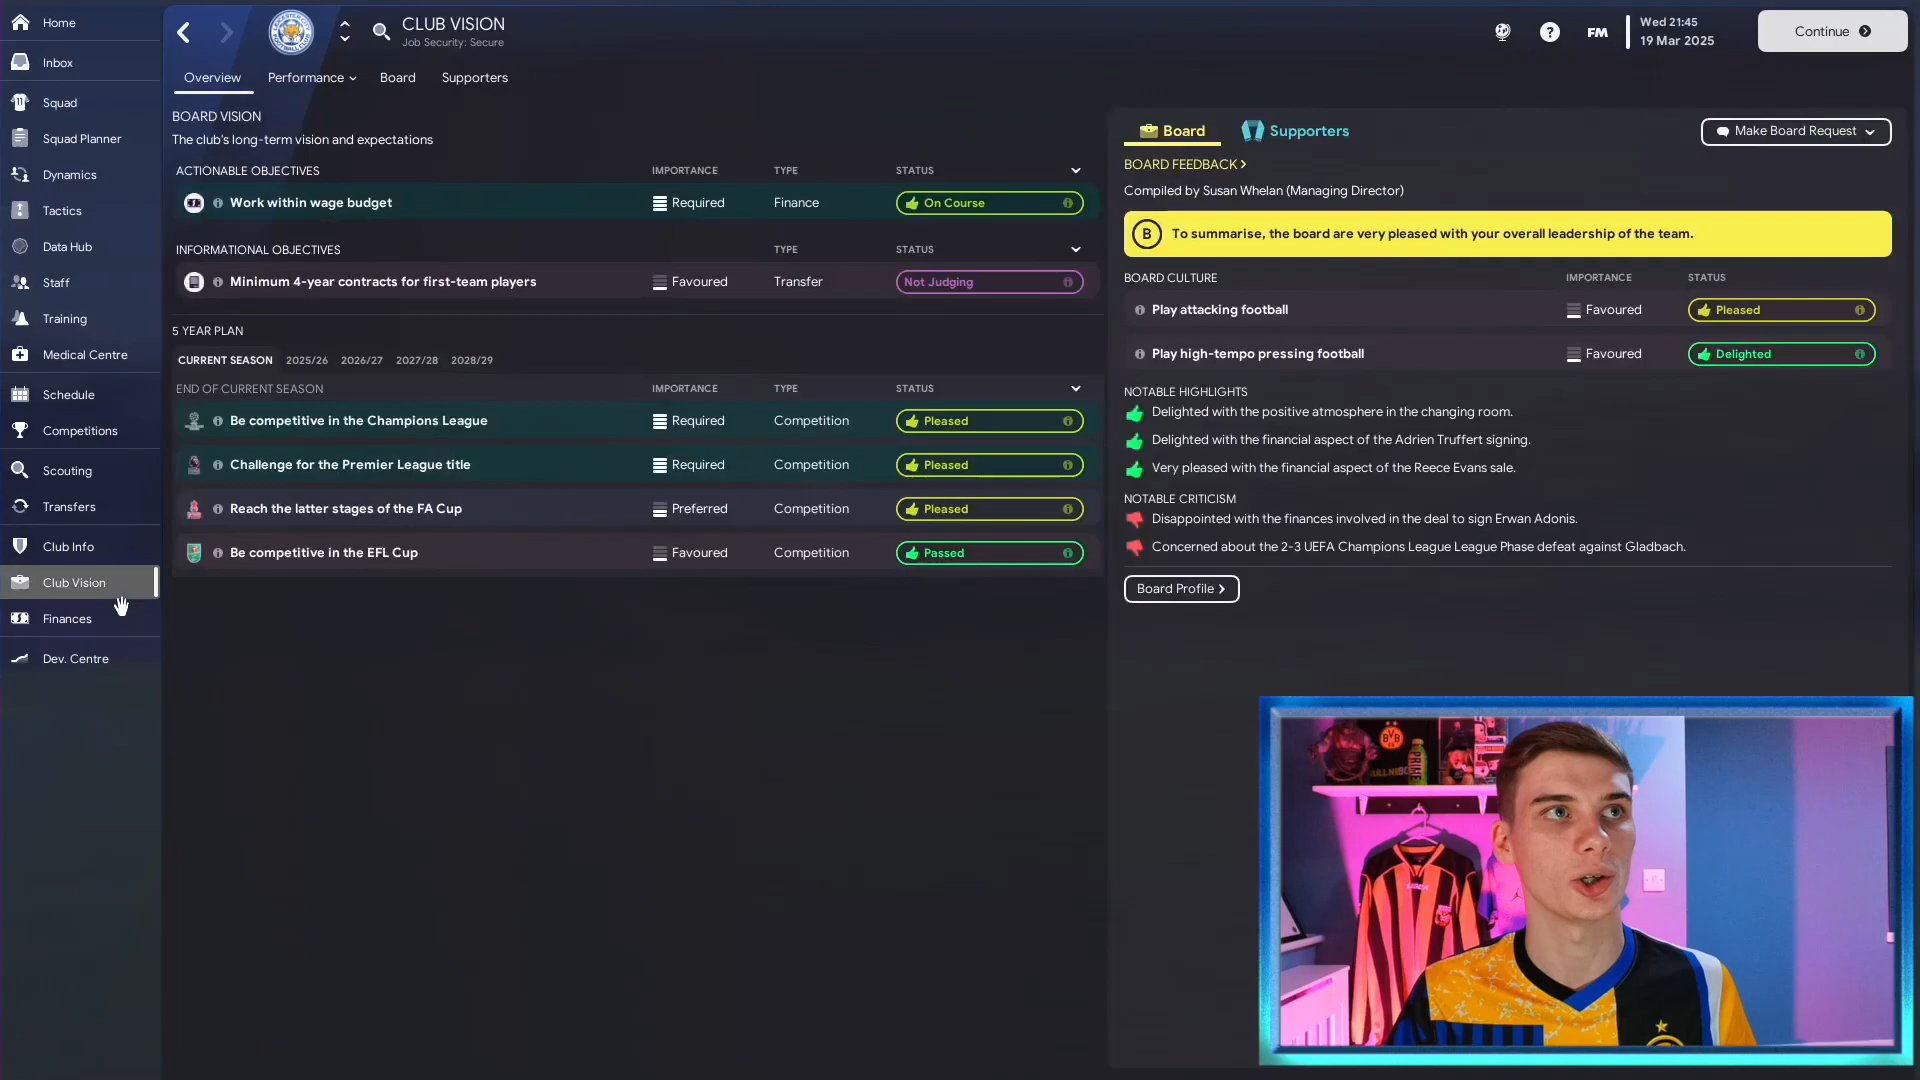 Home
Inbox
Squad
Squad Planner
Dynamics
Tactics
Data Hub
Staff
Training
Medical Centre
Schedule
Competitions
Scouting
Transfers
Club Info
Club Vision
Finances
Dev. Centre
CLUB VISION
Job Security: Secure
FM
Wed 21:45
19 Mar 2025
Continue
Overview
Performance
Board
Supporters
BOARD VISION
The club's long-term vision and expectations
ACTIONABLE OBJECTIVES IMPORTANCE TYPE STATUS
Work within wage budget Required Finance On Course
INFORMATIONAL OBJECTIVES TYPE STATUS
Minimum 4-year contracts for first-team players Favoured Transfer Not Judging
5 YEAR PLAN
CURRENT SEASON 2025/26 2026/27 2027/28 2028/29
END OF CURRENT SEASON IMPORTANCE TYPE STATUS
Be competitive in the Champions League Required Competition Pleased
Challenge for the Premier League title Required Competition Pleased
Reach the latter stages of the FA Cup Preferred Competition Pleased
Be competitive in the EFL Cup Favoured Competition Passed
Board Supporters
Make Board Request
BOARD FEEDBACK >
Compiled by Susan Whelan (Managing Director)
B To summarise, the board are very pleased with your overall leadership of the team.
BOARD CULTURE IMPORTANCE STATUS
Play attacking football Favoured Pleased
Play high-tempo pressing football Favoured Delighted
NOTABLE HIGHLIGHTS
Delighted with the positive atmosphere in the changing room.
Delighted with the financial aspect of the Adrien Truffert signing.
Very pleased with the financial aspect of the Reece Evans sale.
NOTABLE CRITICISM
Disappointed with the finances involved in the deal to sign Erwan Adonis.
Concerned about the 2-3 UEFA Champions League League Phase defeat against Gladbach.
Board Profile >
BVB
PRIME